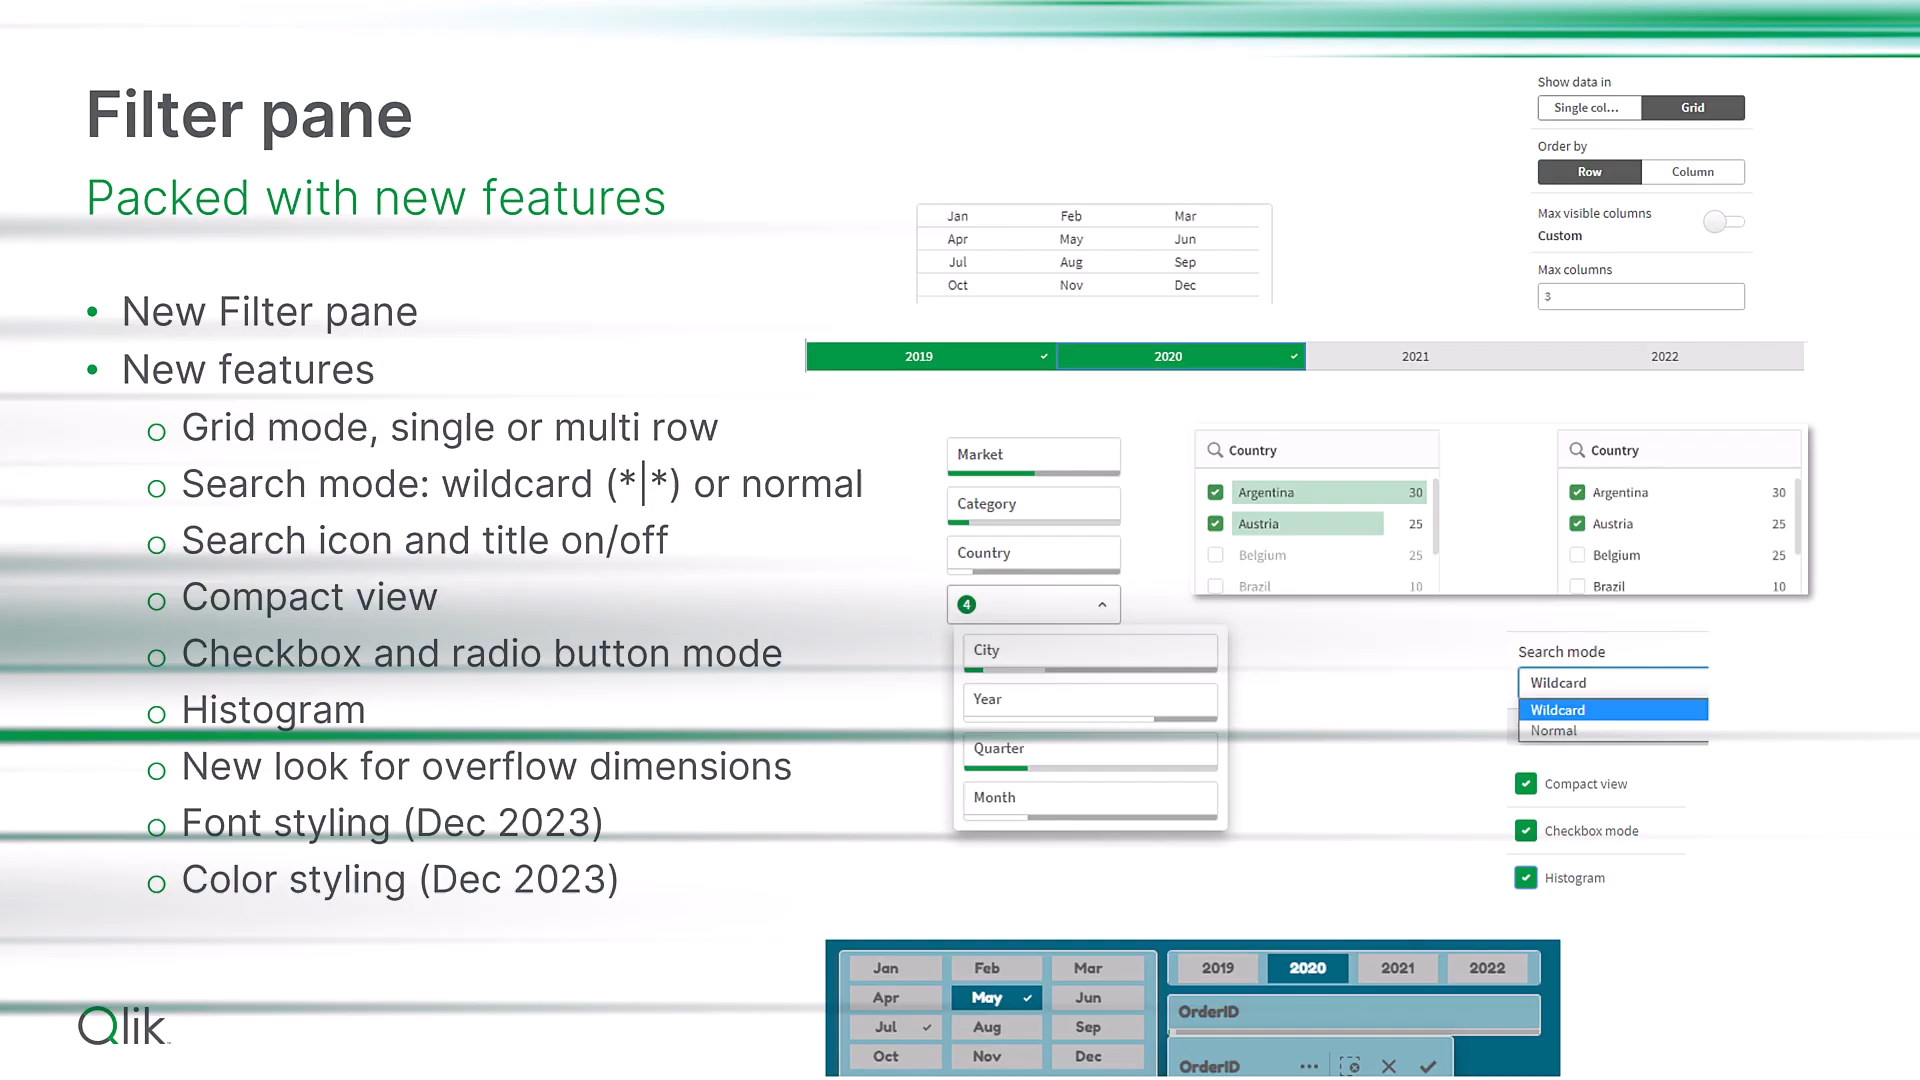 Filter pane
Packed with new features
• New Filter pane
• New features
o Grid mode, single or multi row
o Search mode: wildcard (*|*) or normal
o Search icon and title on/off
o Compact view
o Checkbox and radio button mode
o Histogram
o New look for overflow dimensions
o Font styling (Dec 2023)
o Color styling (Dec 2023)
Qlik
Jan Feb Mar
Apr May Jun
Jul Aug Sep
Oct Nov Dec
Show data in
Single col... Grid
Order by
Row Column
Max visible columns
Custom
Max columns
3
2019 2020 2021 2022
Market
Category
Country
4
City
Year
Quarter
Month
Country
Argentina 30
Austria 25
Belgium 25
Brazil 10
Country
Argentina 30
Austria 25
Belgium 25
Brazil 10
Search mode
Wildcard
Wildcard
Normal
Compact view
Checkbox mode
Histogram
Jan Feb Mar
Apr May Jun
Jul Aug Sep
Oct Nov Dec
2019 2020 2021 2022
OrderID
OrderID ...